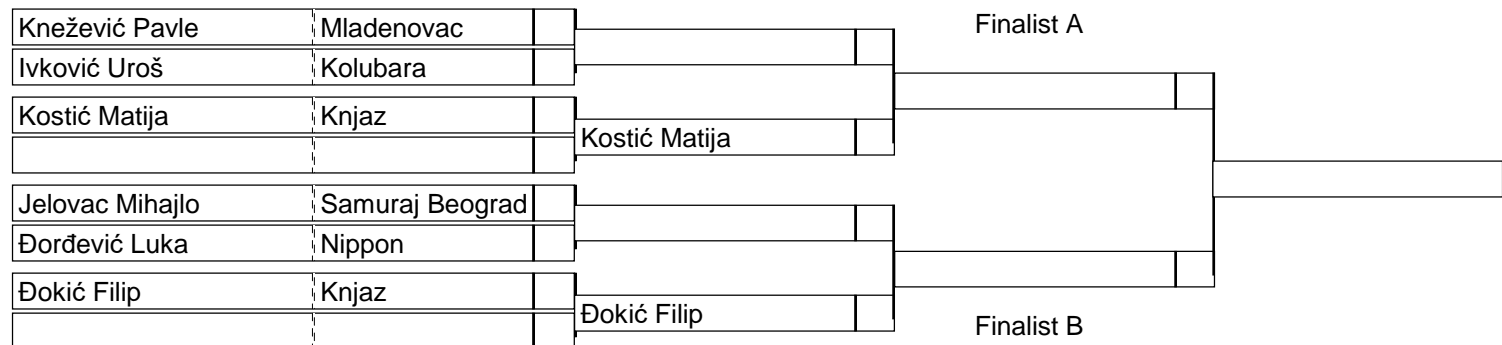 Finalist A
Knežević Pavle Mladenovac
Ivković Uroš Kolubara
Kostić Matija Knjaz
Kostić Matija
Jelovac Mihajlo Samuraj Beograd
Đorđević Luka Nippon
Đokić Filip Knjaz
Đokić Filip
Finalist B